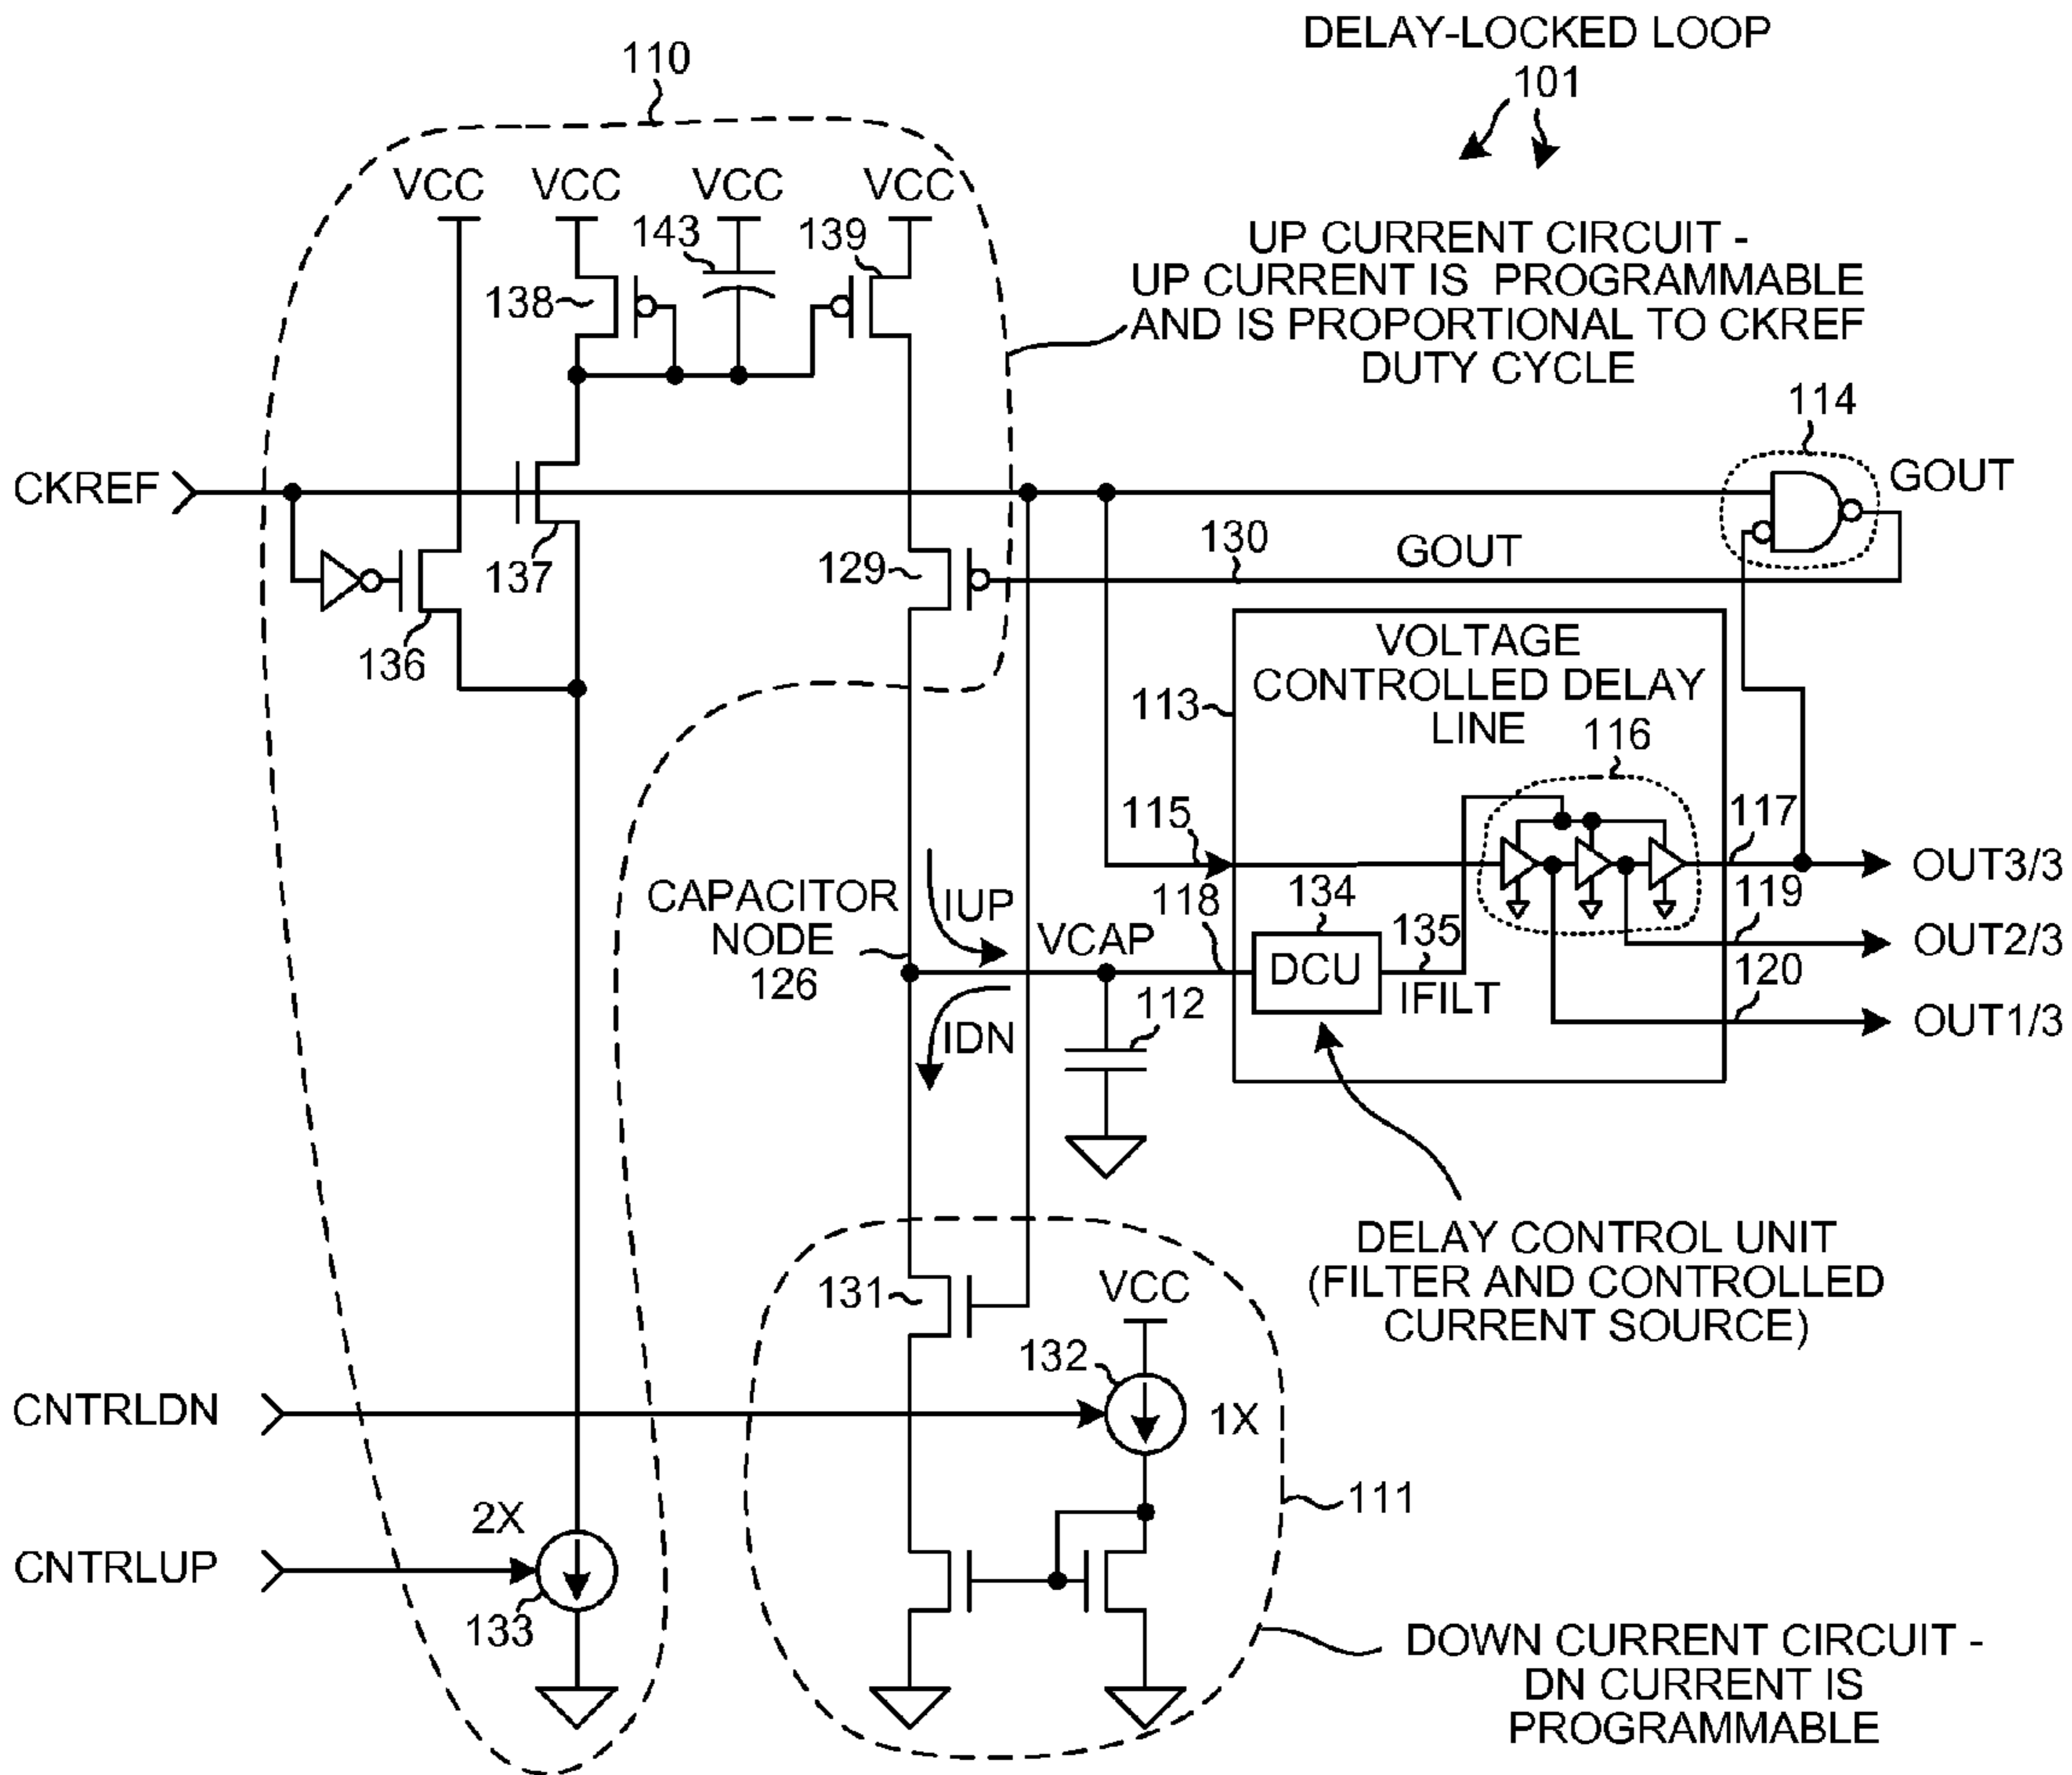 DELAY-LOCKED LOOP
101
110
VCC VCC VCC VCC
143
139
138
UP CURRENT CIRCUIT -
UP CURRENT IS PROGRAMMABLE
AND IS PROPORTIONAL TO CKREF
DUTY CYCLE
114
GOUT
CKREF
137
136
129
130
GOUT
113
VOLTAGE
CONTROLLED DELAY
LINE
116
115
117
OUT3/3
118
134
135
119
CAPACITOR
NODE
126
IUP
VCAP
DCU
IFILT
OUT2/3
120
IDN
112
OUT1/3
DELAY CONTROL UNIT
(FILTER AND CONTROLLED
CURRENT SOURCE)
131
VCC
132
1X
CNTRLDN
111
2X
CNTRLUP
133
DOWN CURRENT CIRCUIT -
DN CURRENT IS
PROGRAMMABLE